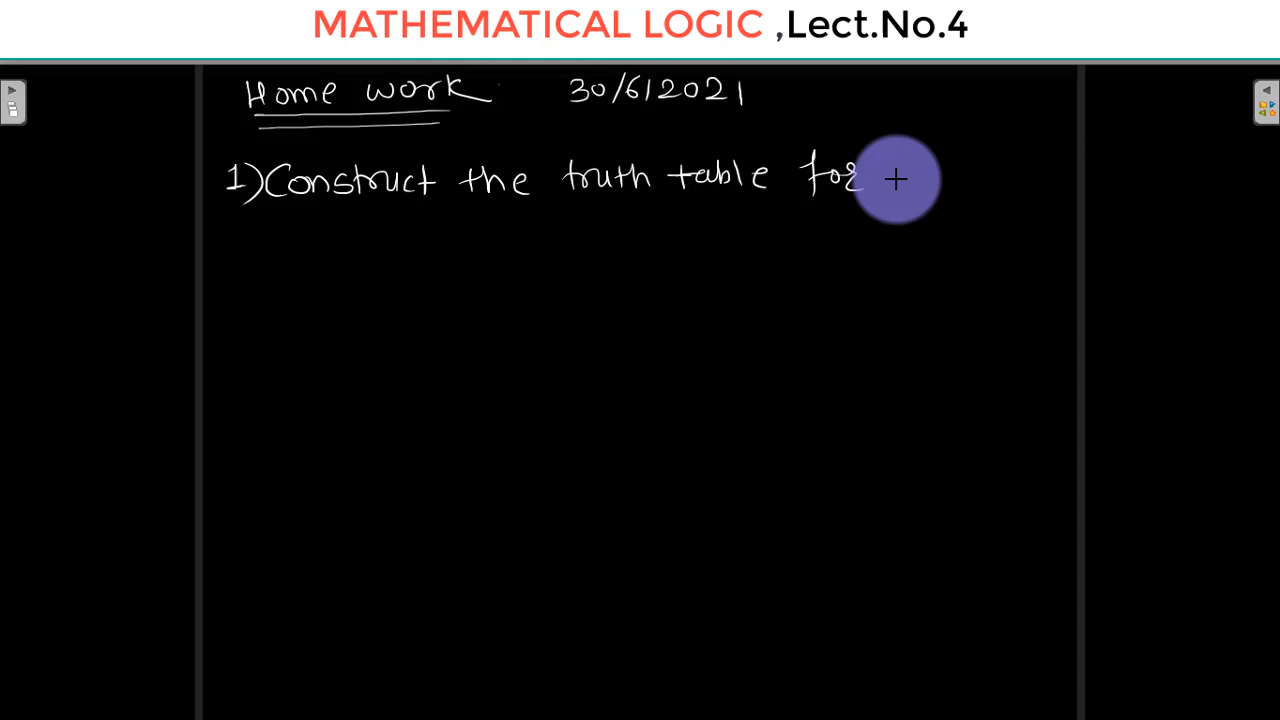 MATHEMATICAL LOGIC ,Lect.No.4
Home work 30/6/2021
1)Construct the truth table for